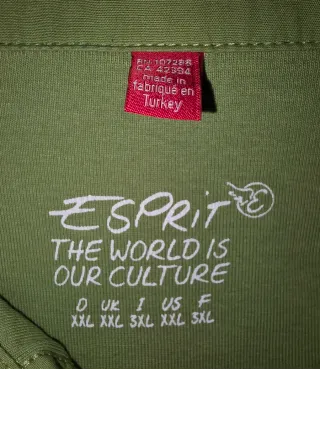 RN 107286
CA 42394
made in
fabriqué en
Turkey
ESPRIT
THE WORLD IS
OUR CULTURE
D UK I US F
XXL XXL 3XL XXL 3XL